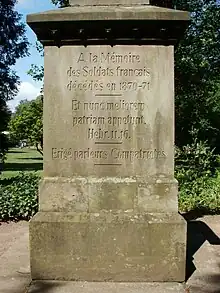 A la Mémoire
des Soldats français
décédés en 1870-71
Et nunc meliorem
patriam appetunt.
Hebr. 11.16.
Erigé par leurs Compatriotes.